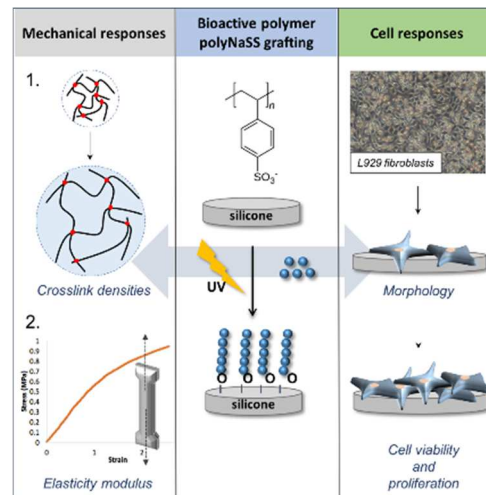 Mechanical responses
1.
Crosslink densities
2.
Stress (MPa)
1
0.9
0.8
0.7
0.6
0.5
0.4
0.3
0.2
0.1
0
0
1
2
Strain
Elasticity modulus
Bioactive polymer
polyNaSS grafting
n
SO3-
silicone
UV
O O O O
silicone
Cell responses
L929 fibroblasts
Morphology
Cell viability
and
proliferation